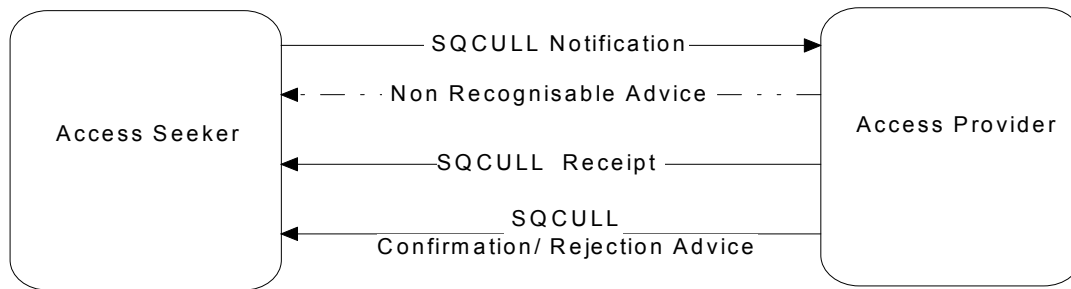 SQCULL Notification
Non Recognisable Advice
Access Seeker
Access Provider
SQCULL Receipt
SQCULL
Confirmation/ Rejection Advice